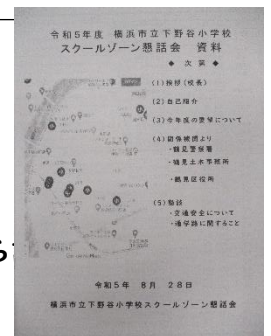 令和5年度 横浜市立下野谷小学校
スクールゾーン懇話会 資料
◆ 次第 ◆
(1)挨拶(校長)
(2)自己紹介
(3)今年度の要望について
(4)関係機関より
・鶴見警察署
・鶴見土木事務所
・鶴見区役所
(5)懇談
・交通安全について
・通学路に関すること
令和5年 8月 28日
横浜市立下野谷小学校スクールゾーン懇話会